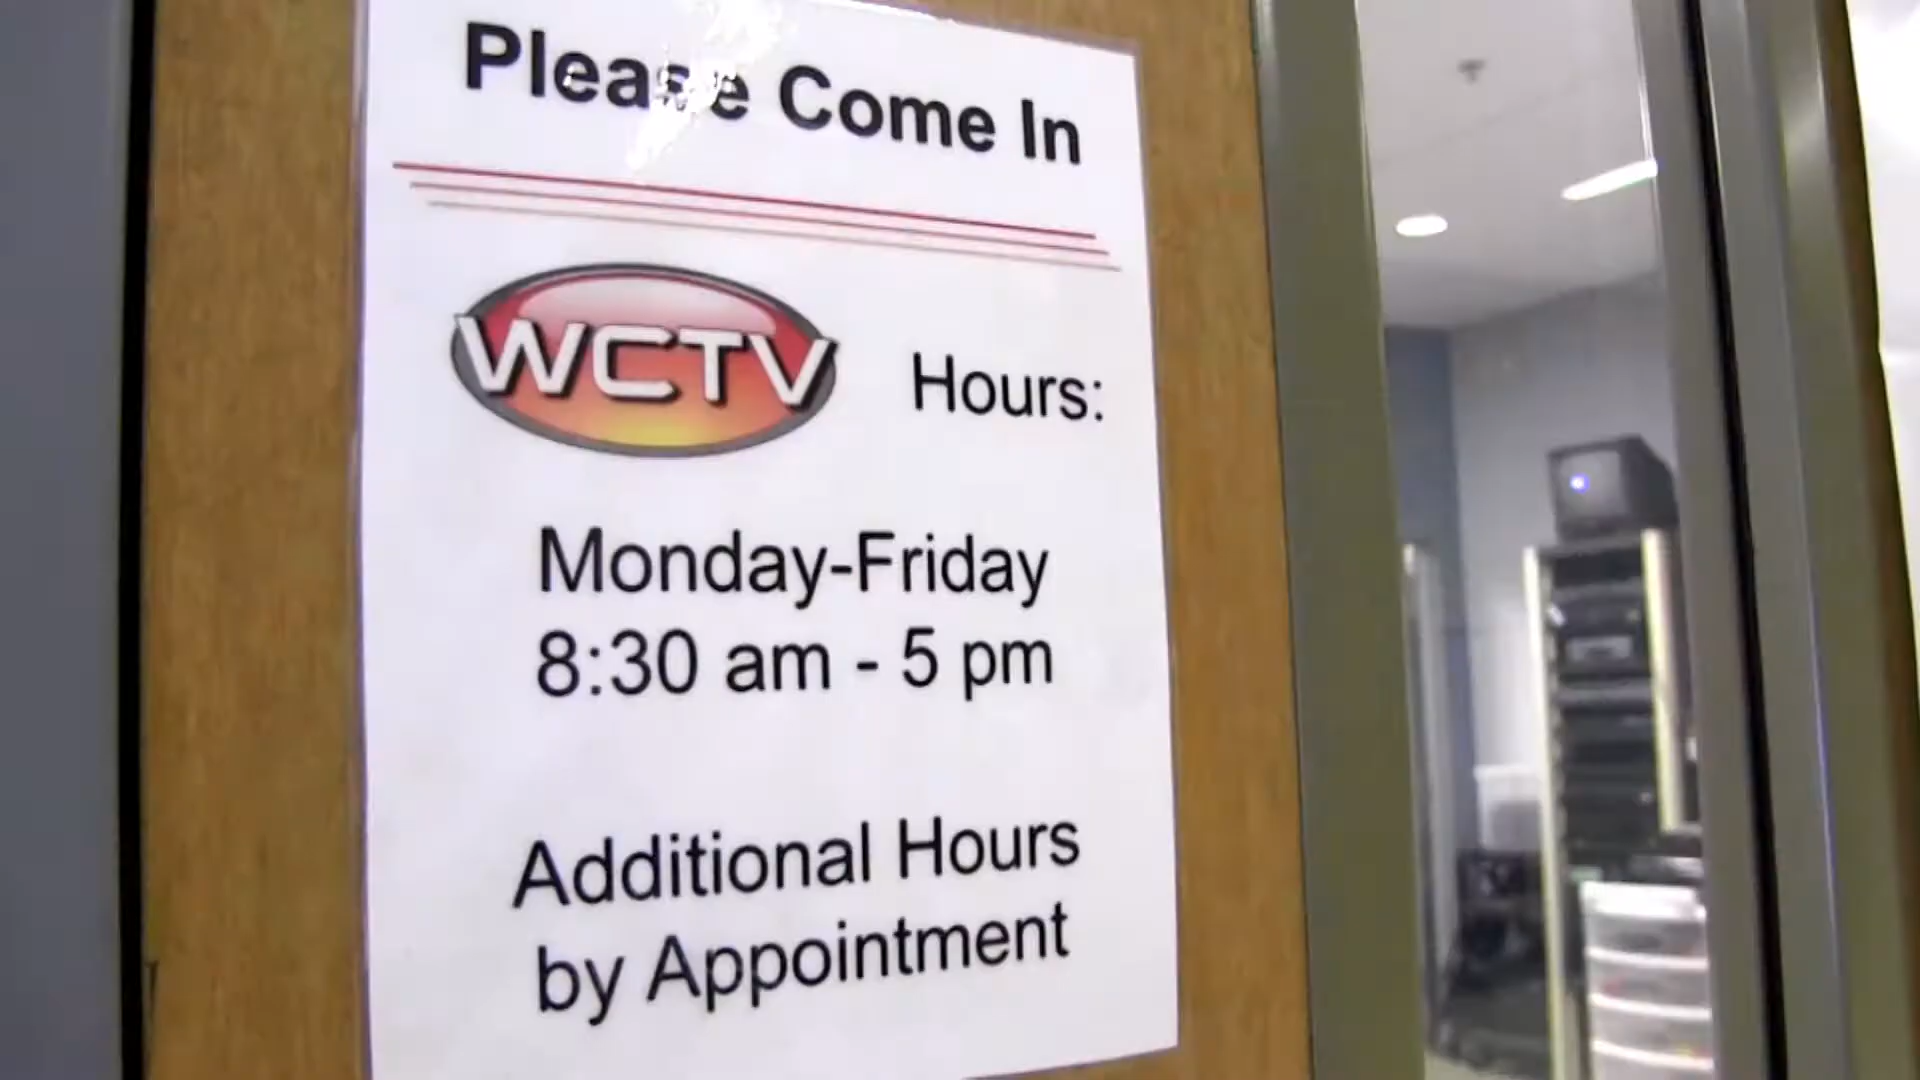 Please Come In
WCTV Hours:
Monday-Friday
8:30 am - 5 pm
Additional Hours
by Appointment